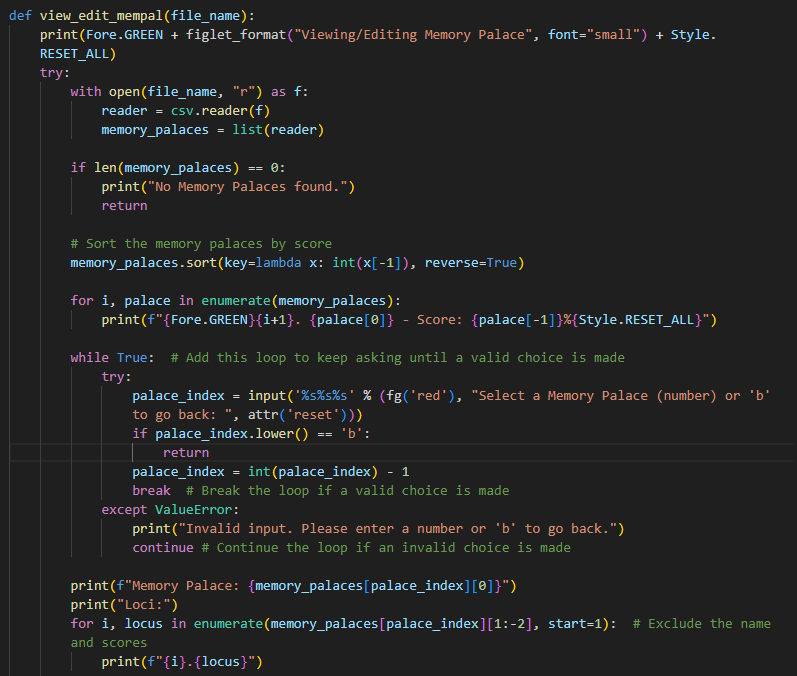 def view_edit_mempal(file_name):
    print(Fore.GREEN + figlet_format("Viewing/Editing Memory Palace", font="small") + Style.
    RESET_ALL)
    try:
        with open(file_name, "r") as f:
            reader = csv.reader(f)
            memory_palaces = list(reader)

        if len(memory_palaces) == 0:
            print("No Memory Palaces found.")
            return

        # Sort the memory palaces by score
        memory_palaces.sort(key=lambda x: int(x[-1]), reverse=True)

        for i, palace in enumerate(memory_palaces):
            print(f"{Fore.GREEN}{i+1}. {palace[0]} - Score: {palace[-1]}%{Style.RESET_ALL}")

        while True:  # Add this loop to keep asking until a valid choice is made
            try:
                palace_index = input('%s%s%s' % (fg('red'), "Select a Memory Palace (number) or 'b'
                to go back: ", attr('reset')))
                if palace_index.lower() == 'b':
                    return
                palace_index = int(palace_index) - 1
                break  # Break the loop if a valid choice is made
            except ValueError:
                print("Invalid input. Please enter a number or 'b' to go back.")
                continue # Continue the loop if an invalid choice is made

        print(f"Memory Palace: {memory_palaces[palace_index][0]}")
        print("Loci:")
        for i, locus in enumerate(memory_palaces[palace_index][1:-2], start=1):  # Exclude the name
        and scores
            print(f"{i}.{locus}")